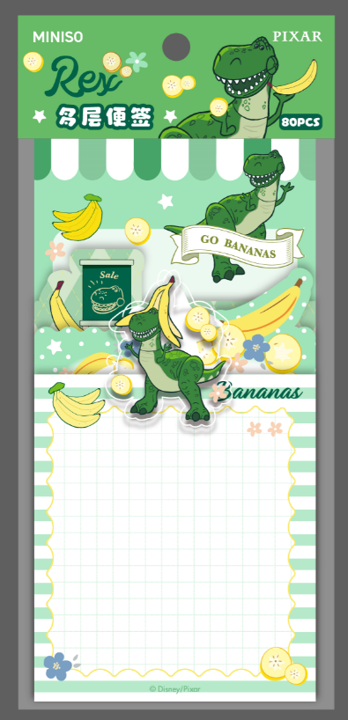 MINISO
PIXAR
Rex
多层便签
80PCS
GO BANANAS
Sale
Bananas
© Disney/Pixar